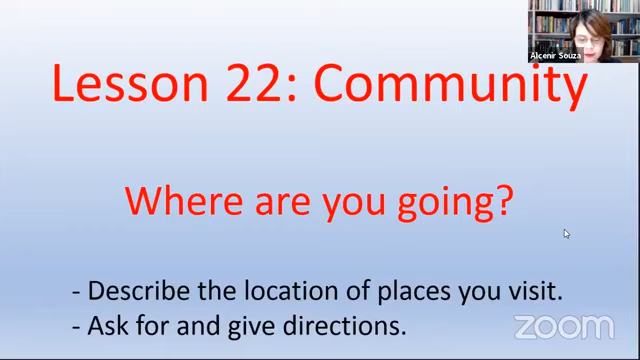 Alcenir Souza
Lesson 22: Community
Where are you going?
- Describe the location of places you visit.
- Ask for and give directions.
zoom